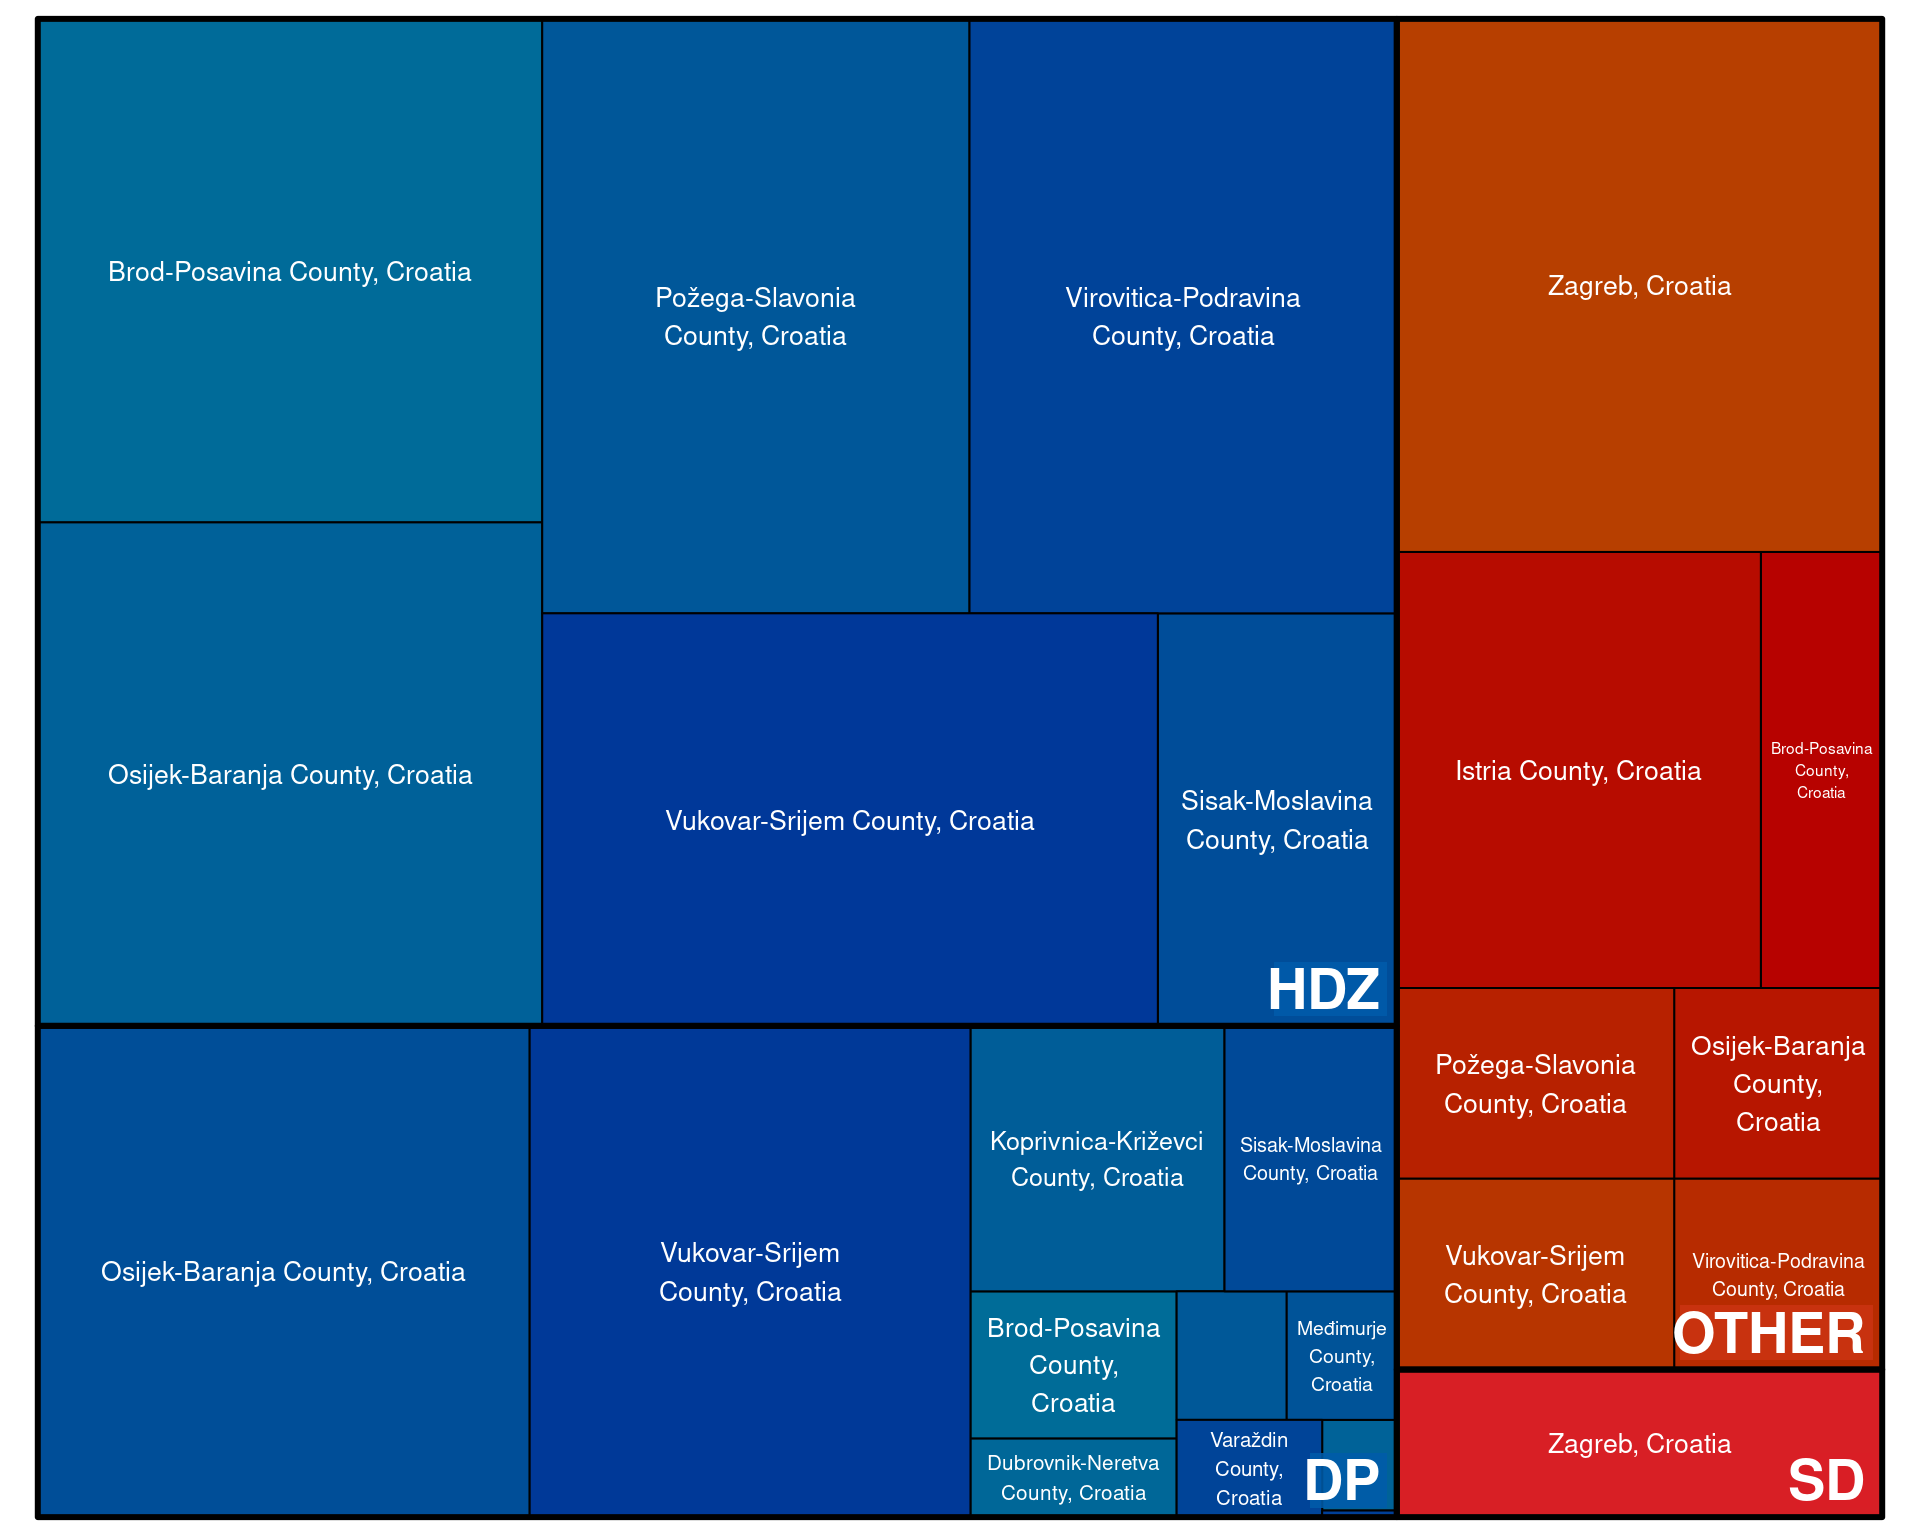 Brod-Posavina County, Croatia
Požega-Slavonia
County, Croatia
Virovitica-Podravina
County, Croatia
Zagreb, Croatia
Osijek-Baranja County, Croatia
Vukovar-Srijem County, Croatia
Sisak-Moslavina
County, Croatia
HDZ
Istria County, Croatia
Brod-Posavina
County,
Croatia
Požega-Slavonia
County, Croatia
Osijek-Baranja
County,
Croatia
Vukovar-Srijem
County, Croatia
Virovitica-Podravina
County, Croatia
OTHER
Osijek-Baranja County, Croatia
Vukovar-Srijem
County, Croatia
Koprivnica-Križevci
County, Croatia
Sisak-Moslavina
County, Croatia
Brod-Posavina
County,
Croatia
Međimurje
County,
Croatia
Dubrovnik-Neretva
County, Croatia
Varaždin
County,
Croatia
DP
Zagreb, Croatia
SD